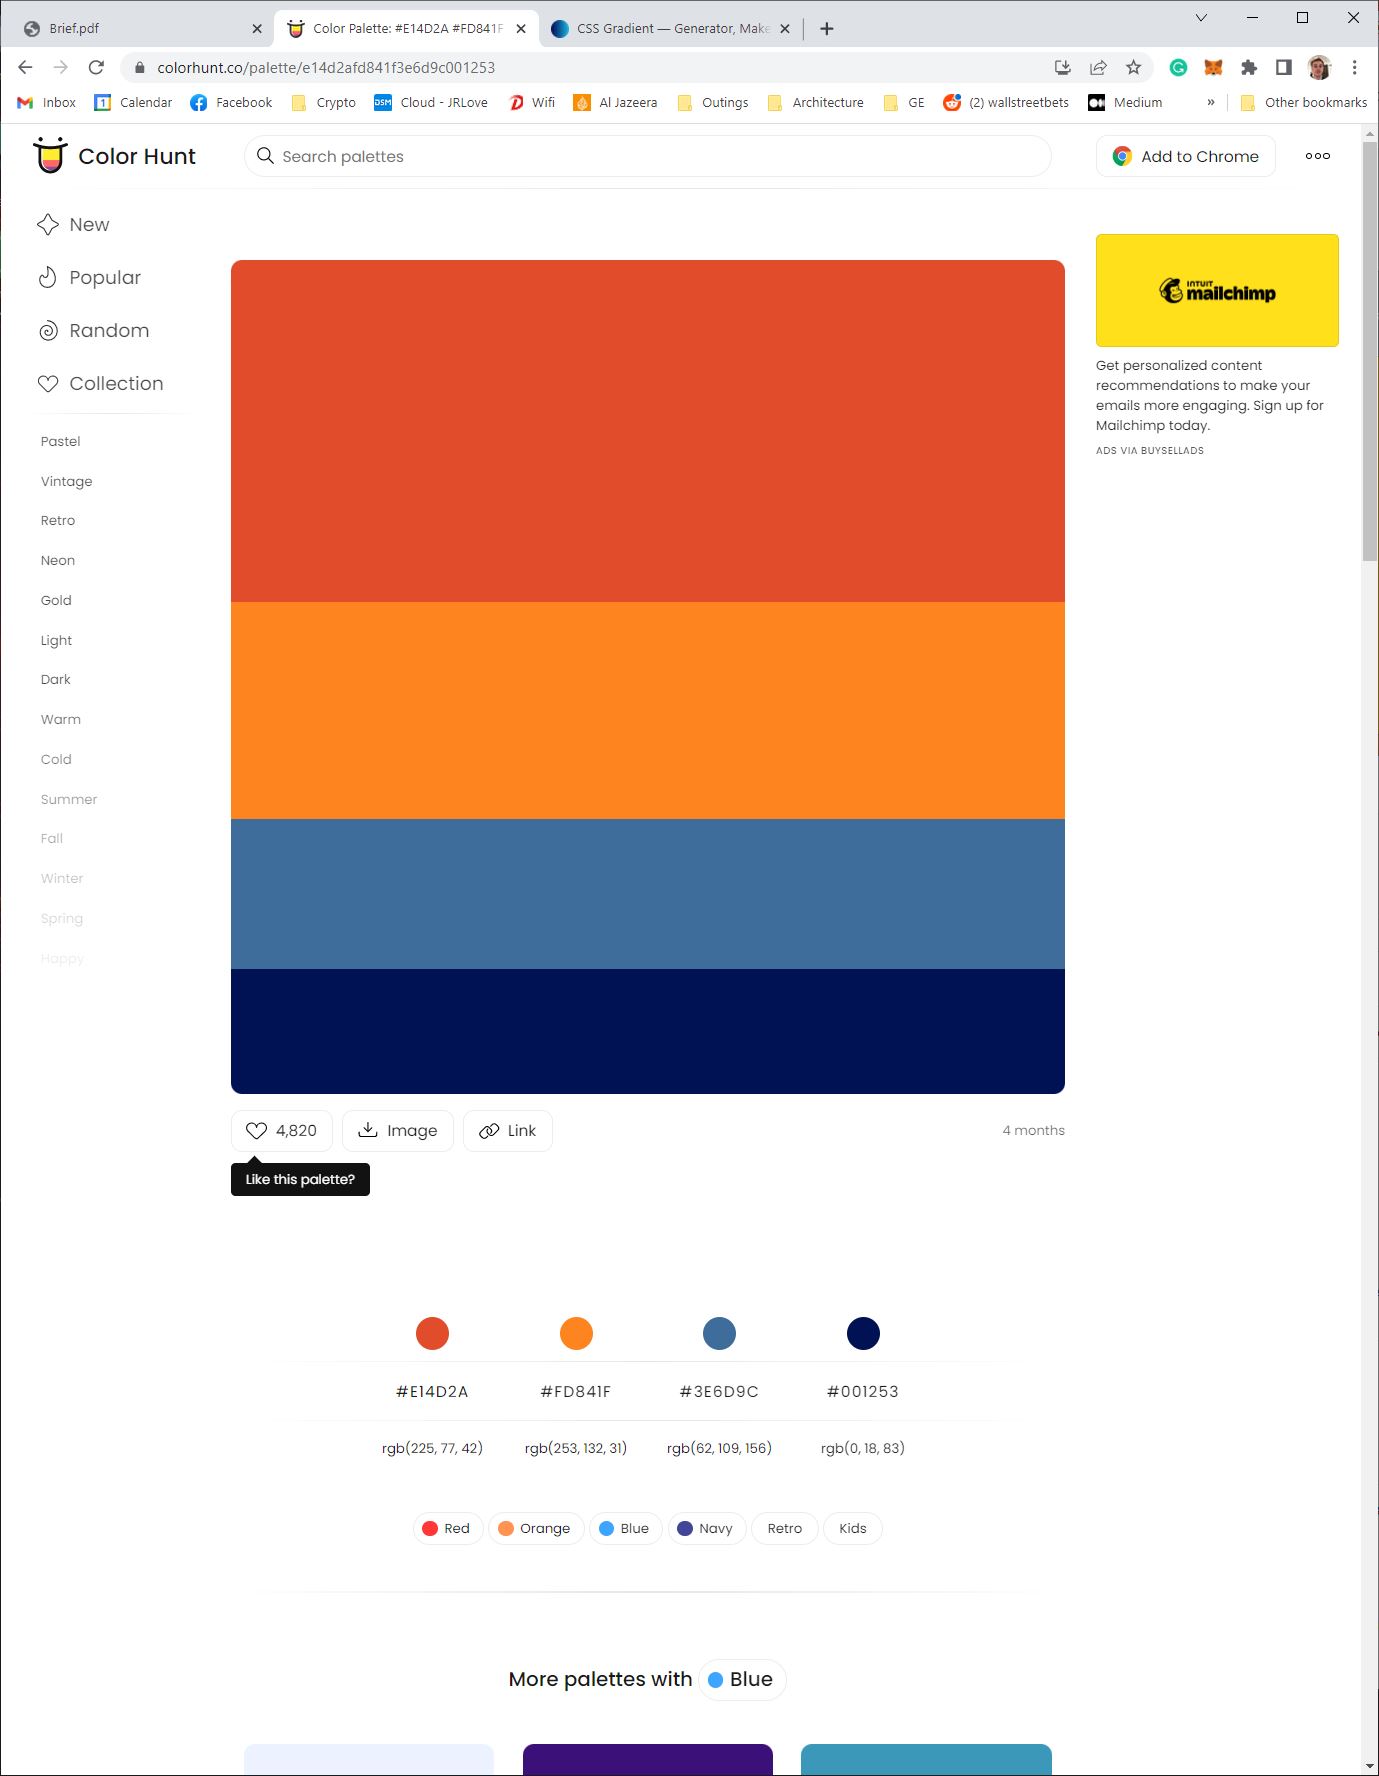 Brief.pdf
Color Palette: #E14D2A #FD841F
CSS Gradient — Generator, Make
colorhunt.co/palette/e14d2afd841f3e6d9c001253
Inbox
Calendar
Facebook
Crypto
DSM
Cloud - JRLove
Wifi
Al Jazeera
Outings
Architecture
GE
(2) wallstreetbets
Medium
»
Other bookmarks
Color Hunt
Search palettes
Add to Chrome
New
Popular
Random
Collection
Pastel
Vintage
Retro
Neon
Gold
Light
Dark
Warm
Cold
Summer
Fall
Winter
Spring
Happy
INTUIT
mailchimp
Get personalized content
recommendations to make your
emails more engaging. Sign up for
Mailchimp today.
ADS VIA BUYSELLADS
4,820
Image
Link
4 months
Like this palette?
#E14D2A
#FD841F
#3E6D9C
#001253
rgb(225, 77, 42)
rgb(253, 132, 31)
rgb(62, 109, 156)
rgb(0, 18, 83)
Red
Orange
Blue
Navy
Retro
Kids
More palettes with Blue